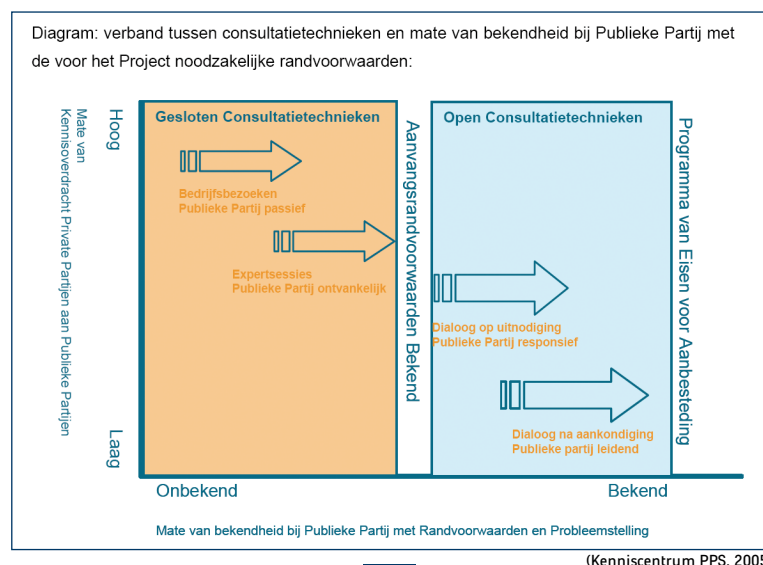 Diagram: verband tussen consultatietechnieken en mate van bekendheid bij Publieke Partij met
de voor het Project noodzakelijke randvoorwaarden:
Mate van
Kennisoverdracht Private Partijen aan Publieke Partijen
Hoog
Laag
Gesloten Consultatietechnieken
Bedrijfsbezoeken
Publieke Partij passief
Expertsessies
Publieke Partij ontvankelijk
Aanvangsrandvoorwaarden Bekend
Open Consultatietechnieken
Dialoog op uitnodiging
Publieke Partij responsief
Dialoog na aankondiging
Publieke partij leidend
Programma van Eisen voor Aanbesteding
Onbekend
Bekend
Mate van bekendheid bij Publieke Partij met Randvoorwaarden en Probleemstelling
(Kenniscentrum PPS, 2005